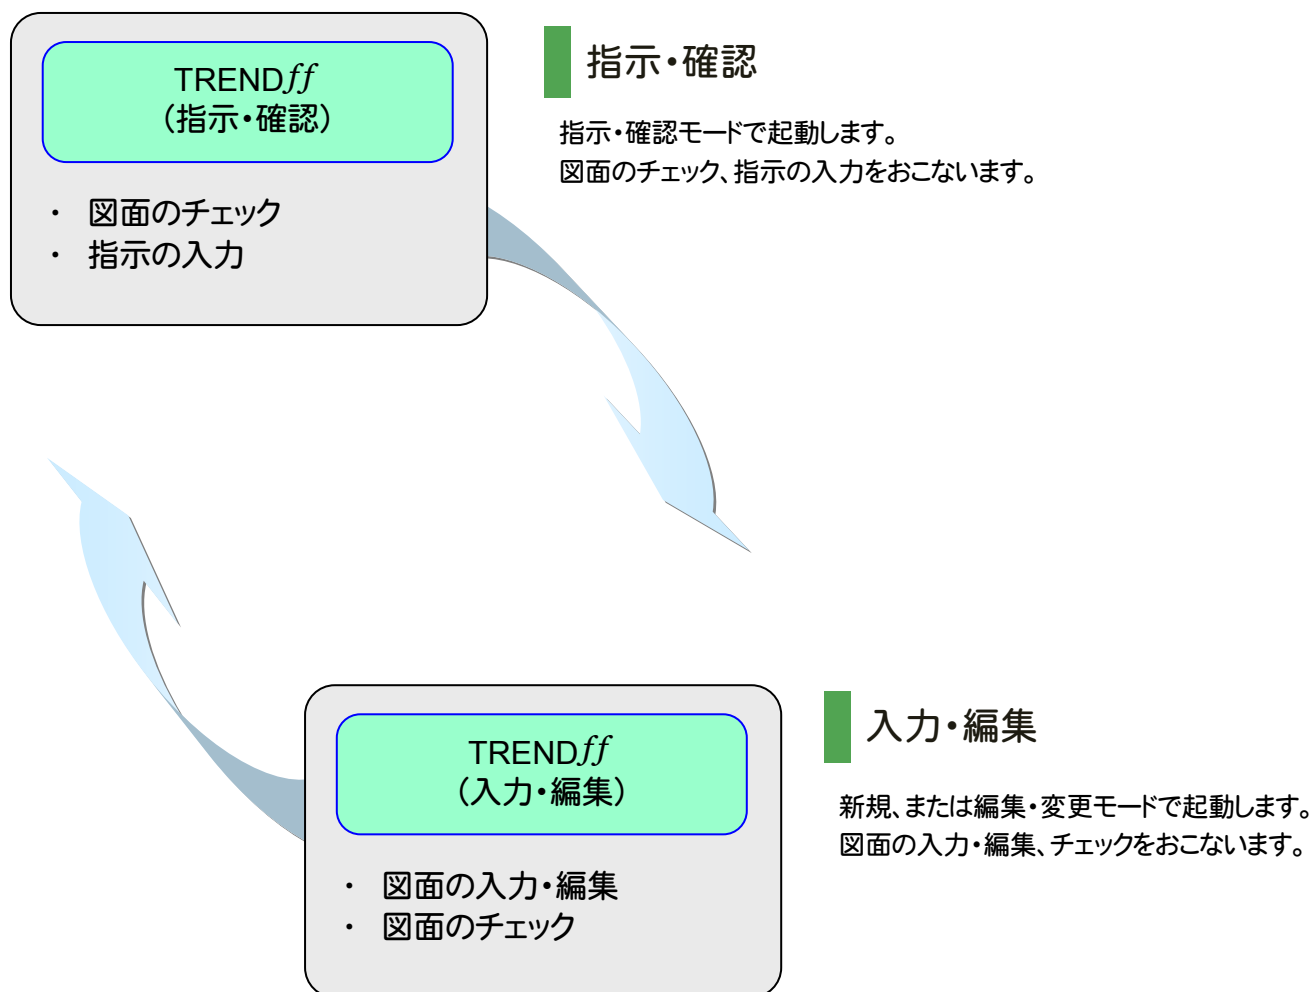 TRENDff
（指示・確認）
・ 図面のチェック
・ 指示の入力
指示・確認
指示・確認モードで起動します。
図面のチェック、指示の入力をおこないます。
TRENDff
（入力・編集）
・ 図面の入力・編集
・ 図面のチェック
入力・編集
新規、または編集・変更モードで起動します。
図面の入力・編集、チェックをおこないます。